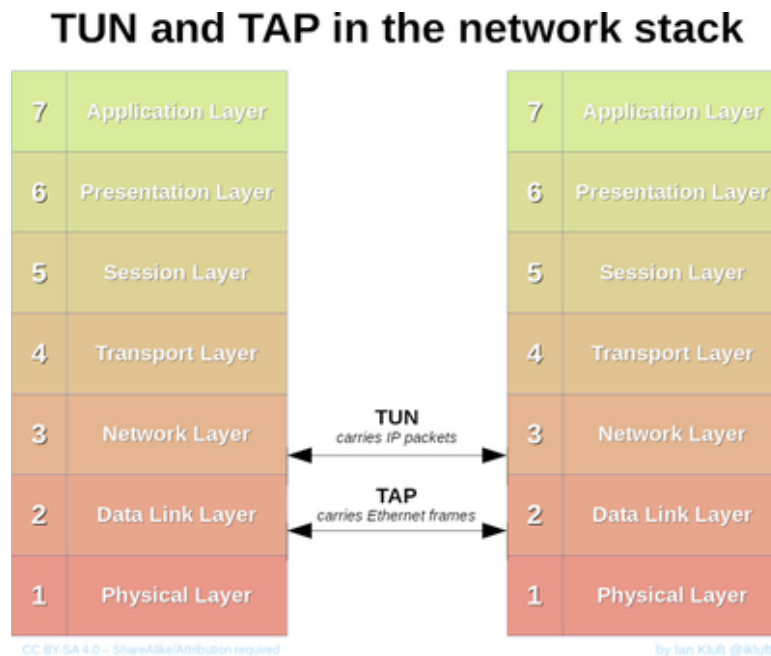 TUN and TAP in the network stack
7 Application Layer
6 Presentation Layer
5 Session Layer
4 Transport Layer
3 Network Layer
2 Data Link Layer
1 Physical Layer
TUN
carries IP packets
TAP
carries Ethernet frames
7 Application Layer
6 Presentation Layer
5 Session Layer
4 Transport Layer
3 Network Layer
2 Data Link Layer
1 Physical Layer
CC BY-SA 4.0 – ShareAlike/Attribution required
by Ian Kluft @ikluft